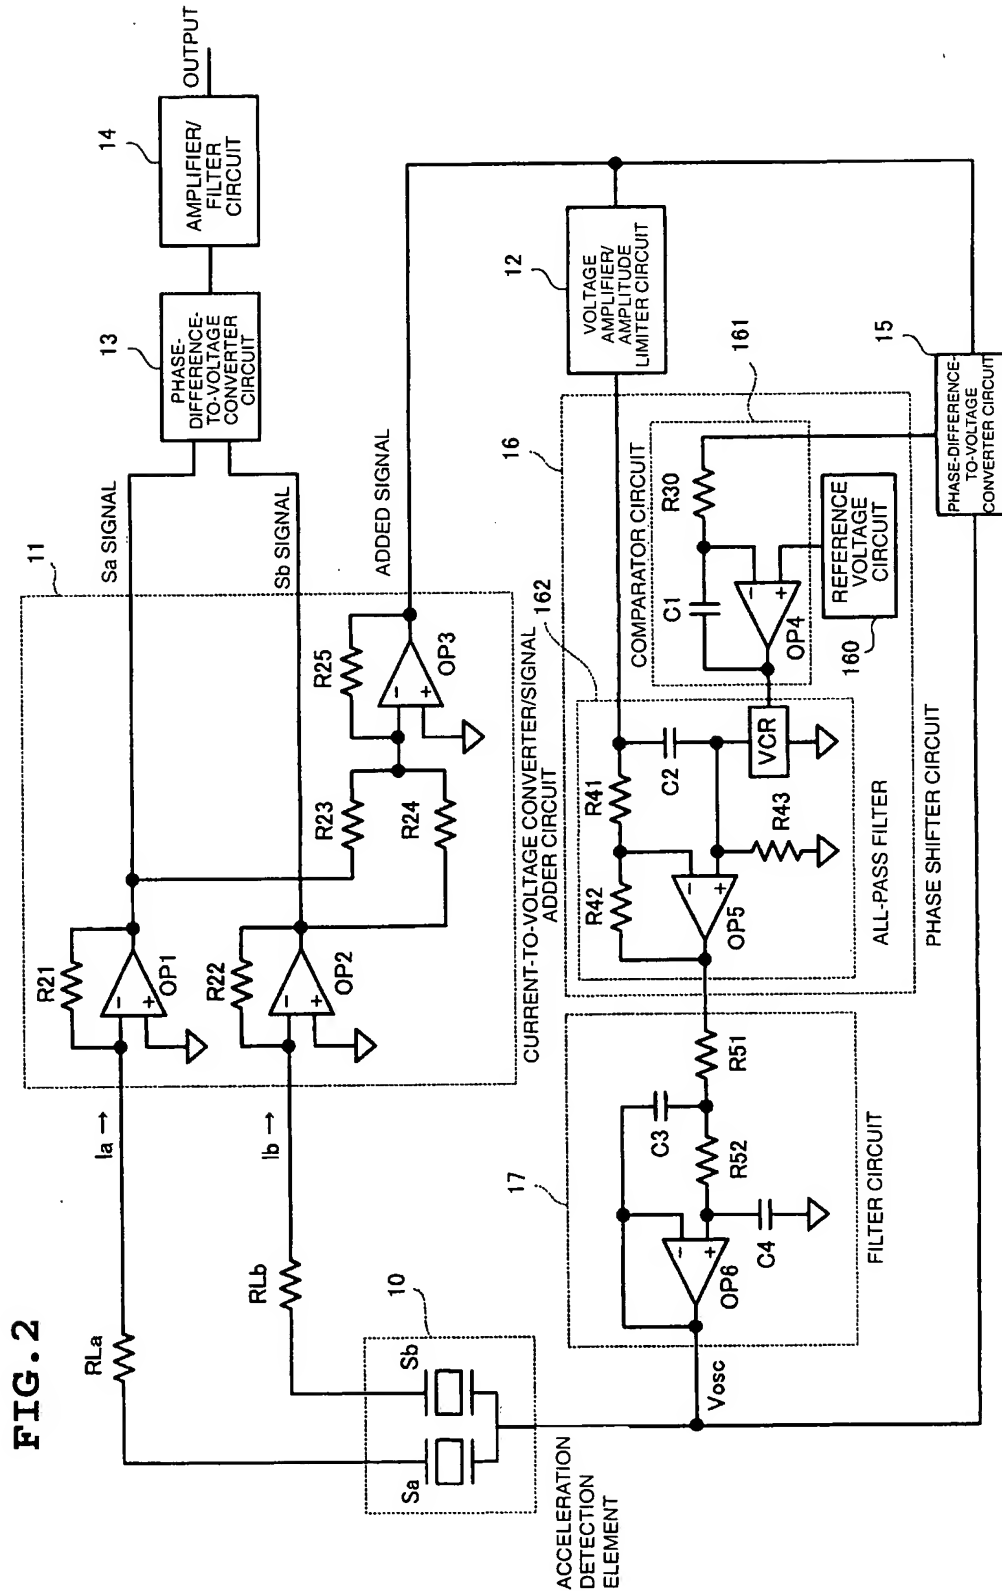 FIG.2
RLa
Ia →
R21
OP1
Sa SIGNAL
11
13
PHASE-
DIFFERENCE-
TO-VOLTAGE
CONVERTER
CIRCUIT
14
AMPLIFIER/
FILTER
CIRCUIT
OUTPUT
RLb
Ib →
R22
OP2
Sb SIGNAL
R23
R24
R25
OP3
ADDED SIGNAL
CURRENT-TO-VOLTAGE CONVERTER/SIGNAL
ADDER CIRCUIT
10
Sa
Sb
ACCELERATION
DETECTION
ELEMENT
Vosc
17
OP6
C3
R52
R51
C4
FILTER CIRCUIT
16
162
R42
R41
OP5
C2
R43
VCR
ALL-PASS FILTER
PHASE SHIFTER CIRCUIT
COMPARATOR CIRCUIT
161
C1
R30
OP4
160
REFERENCE
VOLTAGE
CIRCUIT
12
VOLTAGE
AMPLIFIER/
AMPLITUDE
LIMITER CIRCUIT
15
PHASE-DIFFERENCE-
TO-VOLTAGE
CONVERTER CIRCUIT
−
+
−
+
−
+
−
+
−
+
−
+